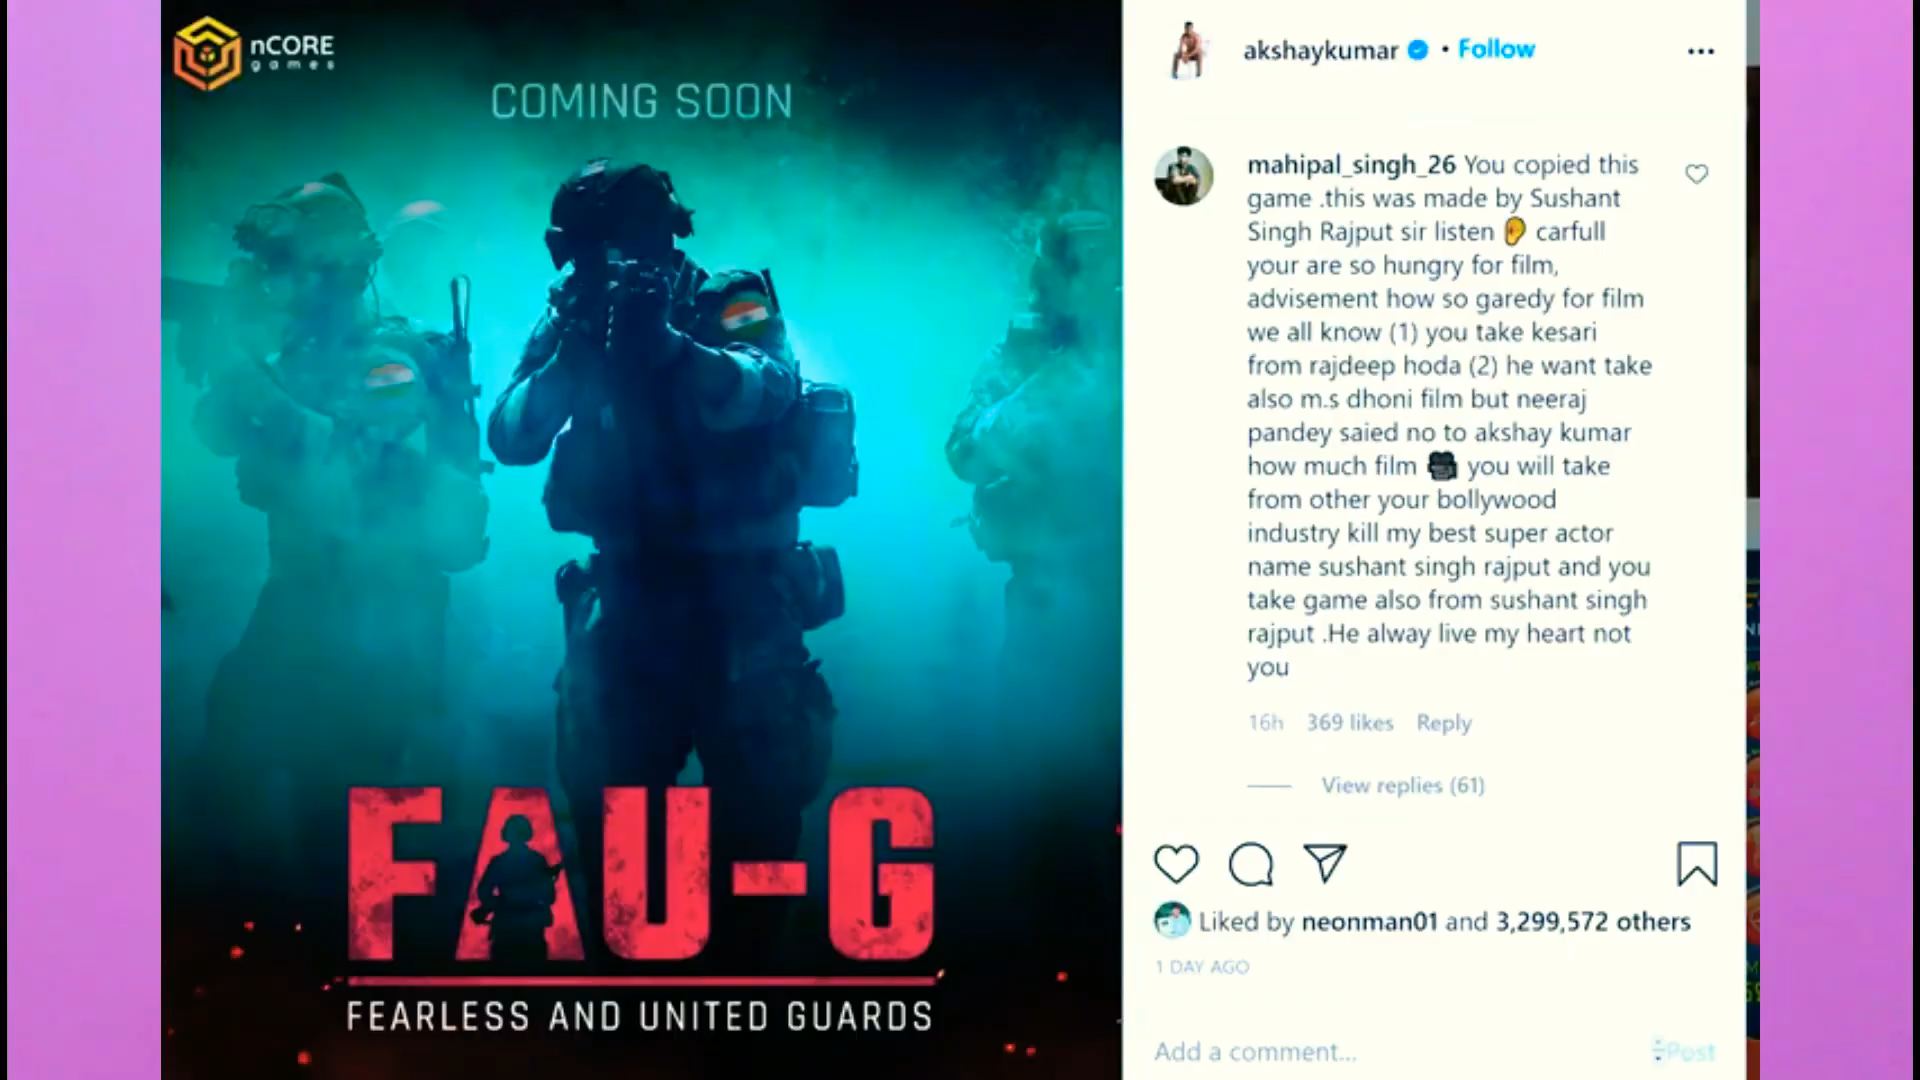 nCORE
games
COMING SOON
FAU-G
FEARLESS AND UNITED GUARDS
akshaykumar • Follow
mahipal_singh_26 You copied this
game .this was made by Sushant
Singh Rajput sir listen 👂 carfull
your are so hungry for film,
advisement how so garedy for film
we all know (1) you take kesari
from rajdeep hoda (2) he want take
also m.s dhoni film but neeraj
pandey saied no to akshay kumar
how much film 🎥 you will take
from other your bollywood
industry kill my best super actor
name sushant singh rajput and you
take game also from sushant singh
rajput .He alway live my heart not
you
16h 369 likes Reply
View replies (61)
Liked by neonman01 and 3,299,572 others
1 DAY AGO
Add a comment...
Post